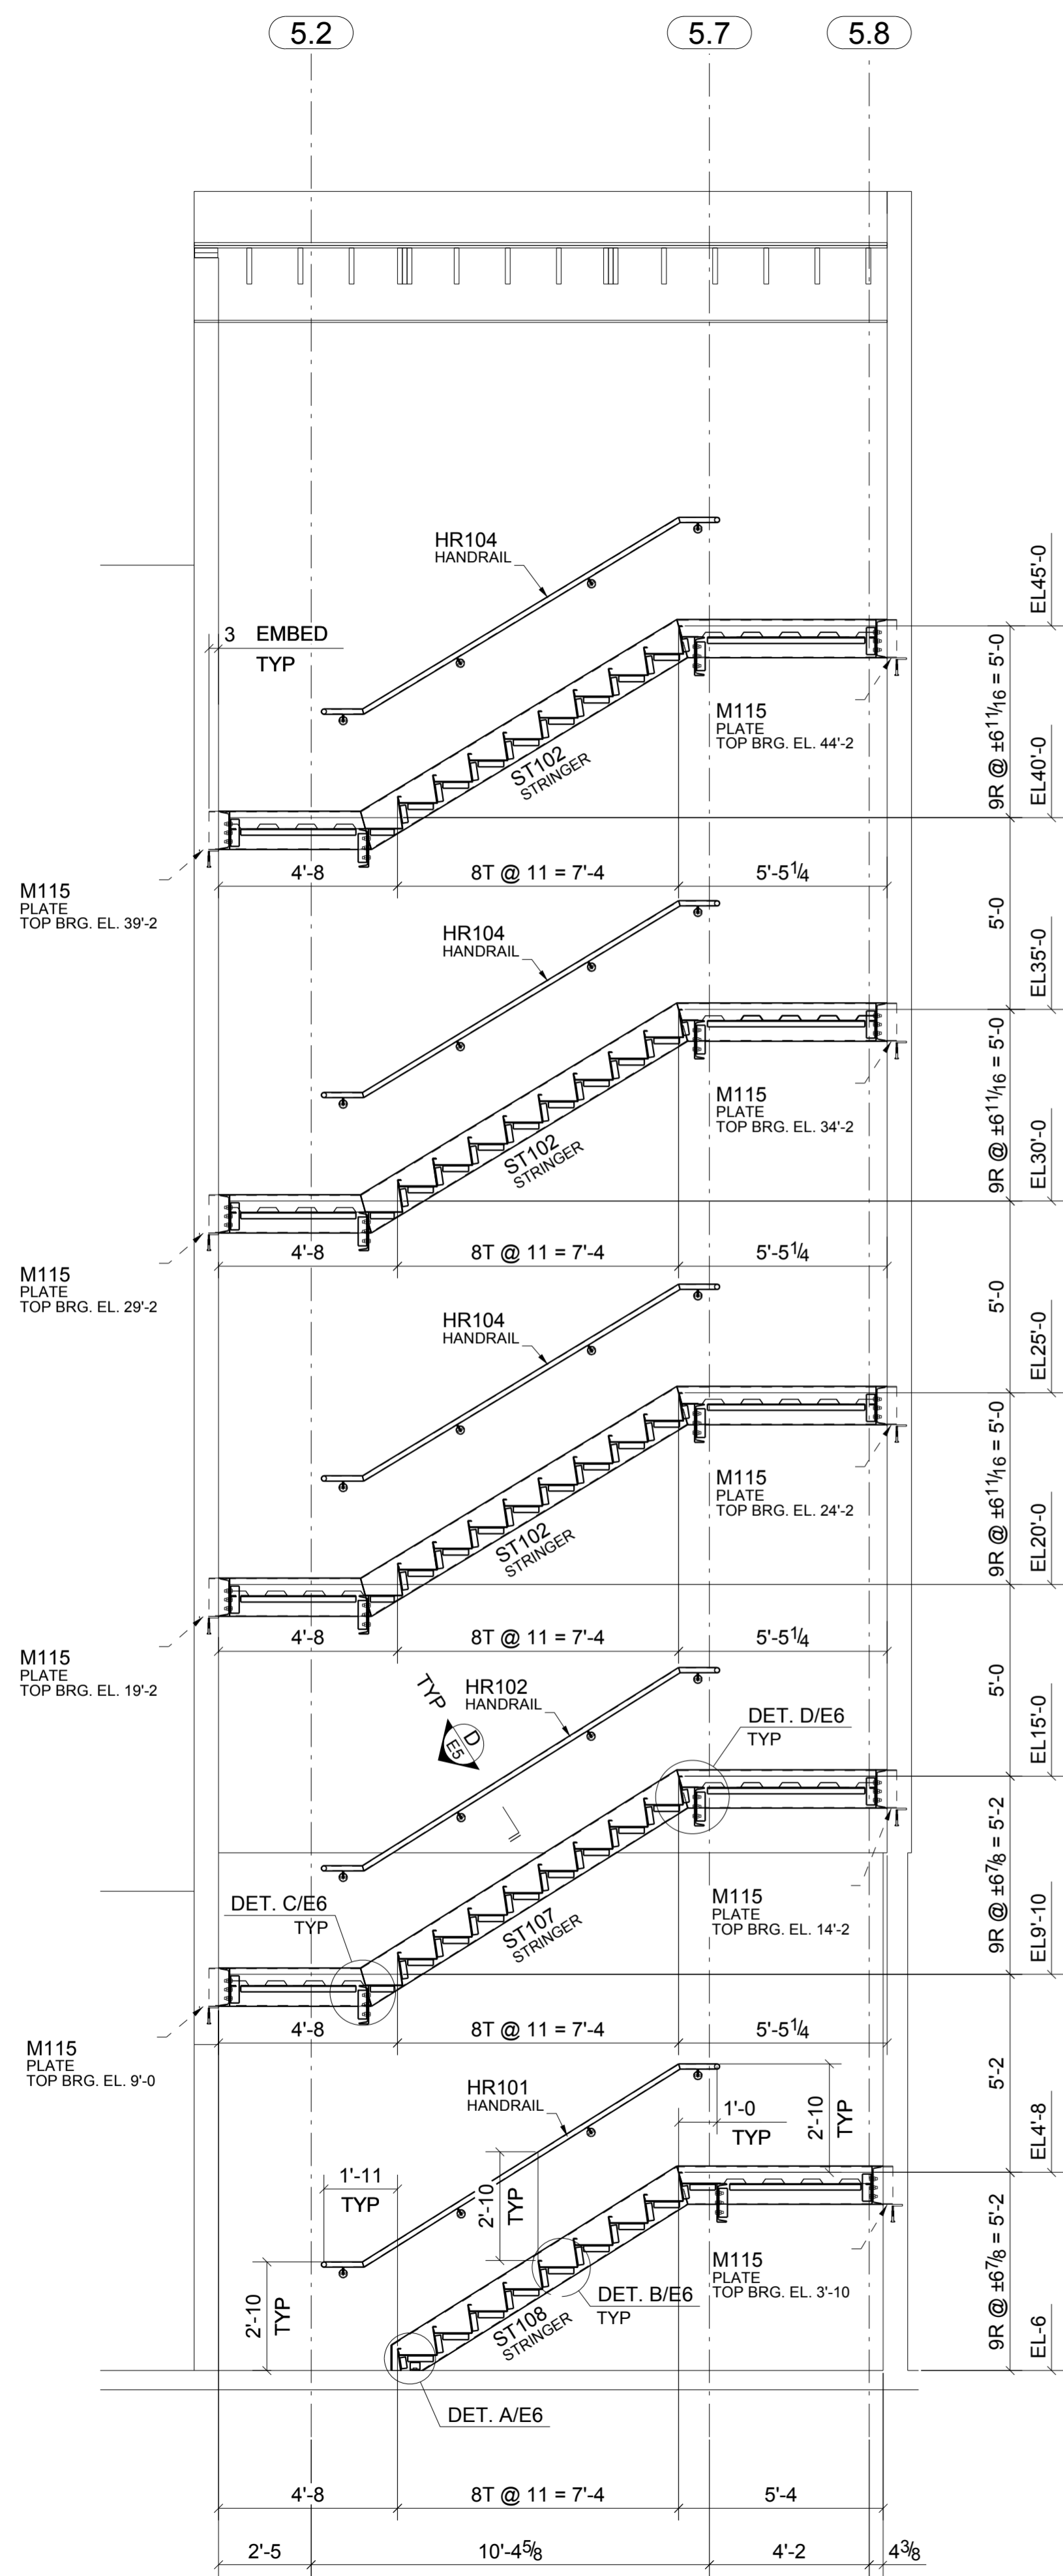 5.2
5.7
5.8
HR104
HANDRAIL
EL45'-0
3 EMBED
TYP
9R @ ±6 11/16 = 5'-0
M115
PLATE
TOP BRG. EL. 44'-2
ST102
STRINGER
EL40'-0
M115
PLATE
TOP BRG. EL. 39'-2
4'-8
8T @ 11 = 7'-4
5'-5 1/4
5'-0
HR104
HANDRAIL
EL35'-0
9R @ ±6 11/16 = 5'-0
M115
PLATE
TOP BRG. EL. 34'-2
ST102
STRINGER
EL30'-0
M115
PLATE
TOP BRG. EL. 29'-2
4'-8
8T @ 11 = 7'-4
5'-5 1/4
5'-0
HR104
HANDRAIL
EL25'-0
9R @ ±6 11/16 = 5'-0
M115
PLATE
TOP BRG. EL. 24'-2
ST102
STRINGER
EL20'-0
M115
PLATE
TOP BRG. EL. 19'-2
4'-8
8T @ 11 = 7'-4
5'-5 1/4
5'-0
TYP
D
E5
HR102
HANDRAIL
DET. D/E6
TYP
EL15'-0
9R @ ±6 7/8 = 5'-2
DET. C/E6
TYP
M115
PLATE
TOP BRG. EL. 14'-2
ST107
STRINGER
EL9'-10
M115
PLATE
TOP BRG. EL. 9'-0
4'-8
8T @ 11 = 7'-4
5'-5 1/4
5'-2
HR101
HANDRAIL
1'-0
TYP
2'-10
TYP
EL4'-8
1'-11
TYP
2'-10
TYP
9R @ ±6 7/8 = 5'-2
2'-10
TYP
M115
PLATE
TOP BRG. EL. 3'-10
DET. B/E6
TYP
ST108
STRINGER
EL-6
DET. A/E6
4'-8
8T @ 11 = 7'-4
5'-4
2'-5
10'-4 5/8
4'-2
4 3/8